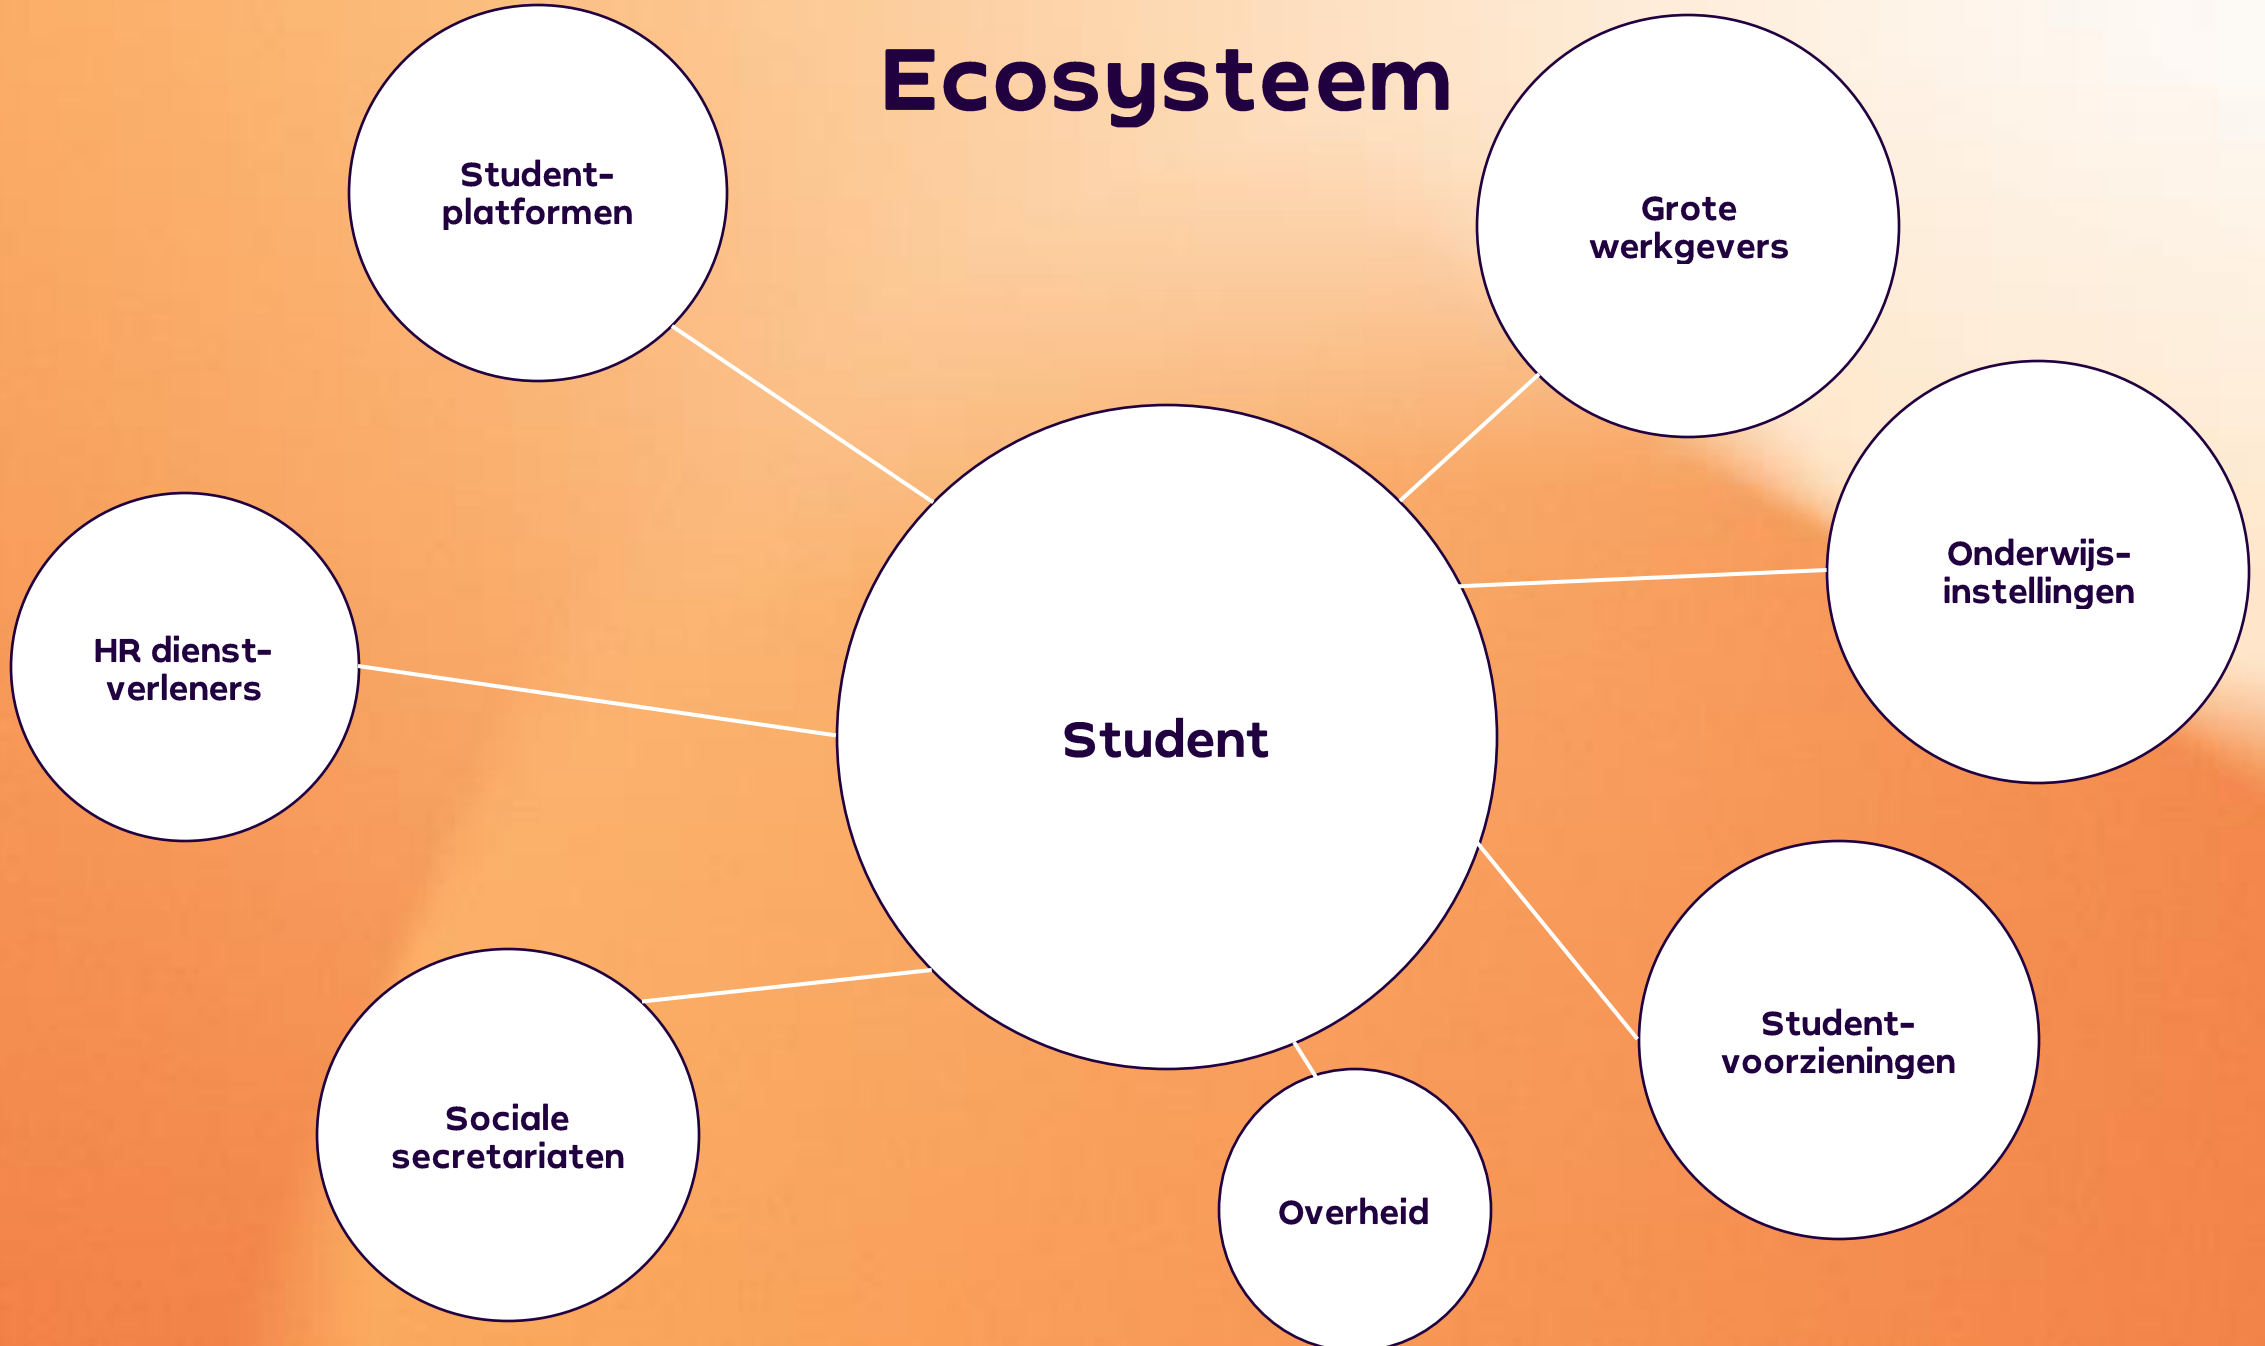 Ecosysteem
Student-
platformen
Grote
werkgevers
Onderwijs-
instellingen
HR dienst-
verleners
Student
Student-
voorzieningen
Sociale
secretariaten
Overheid